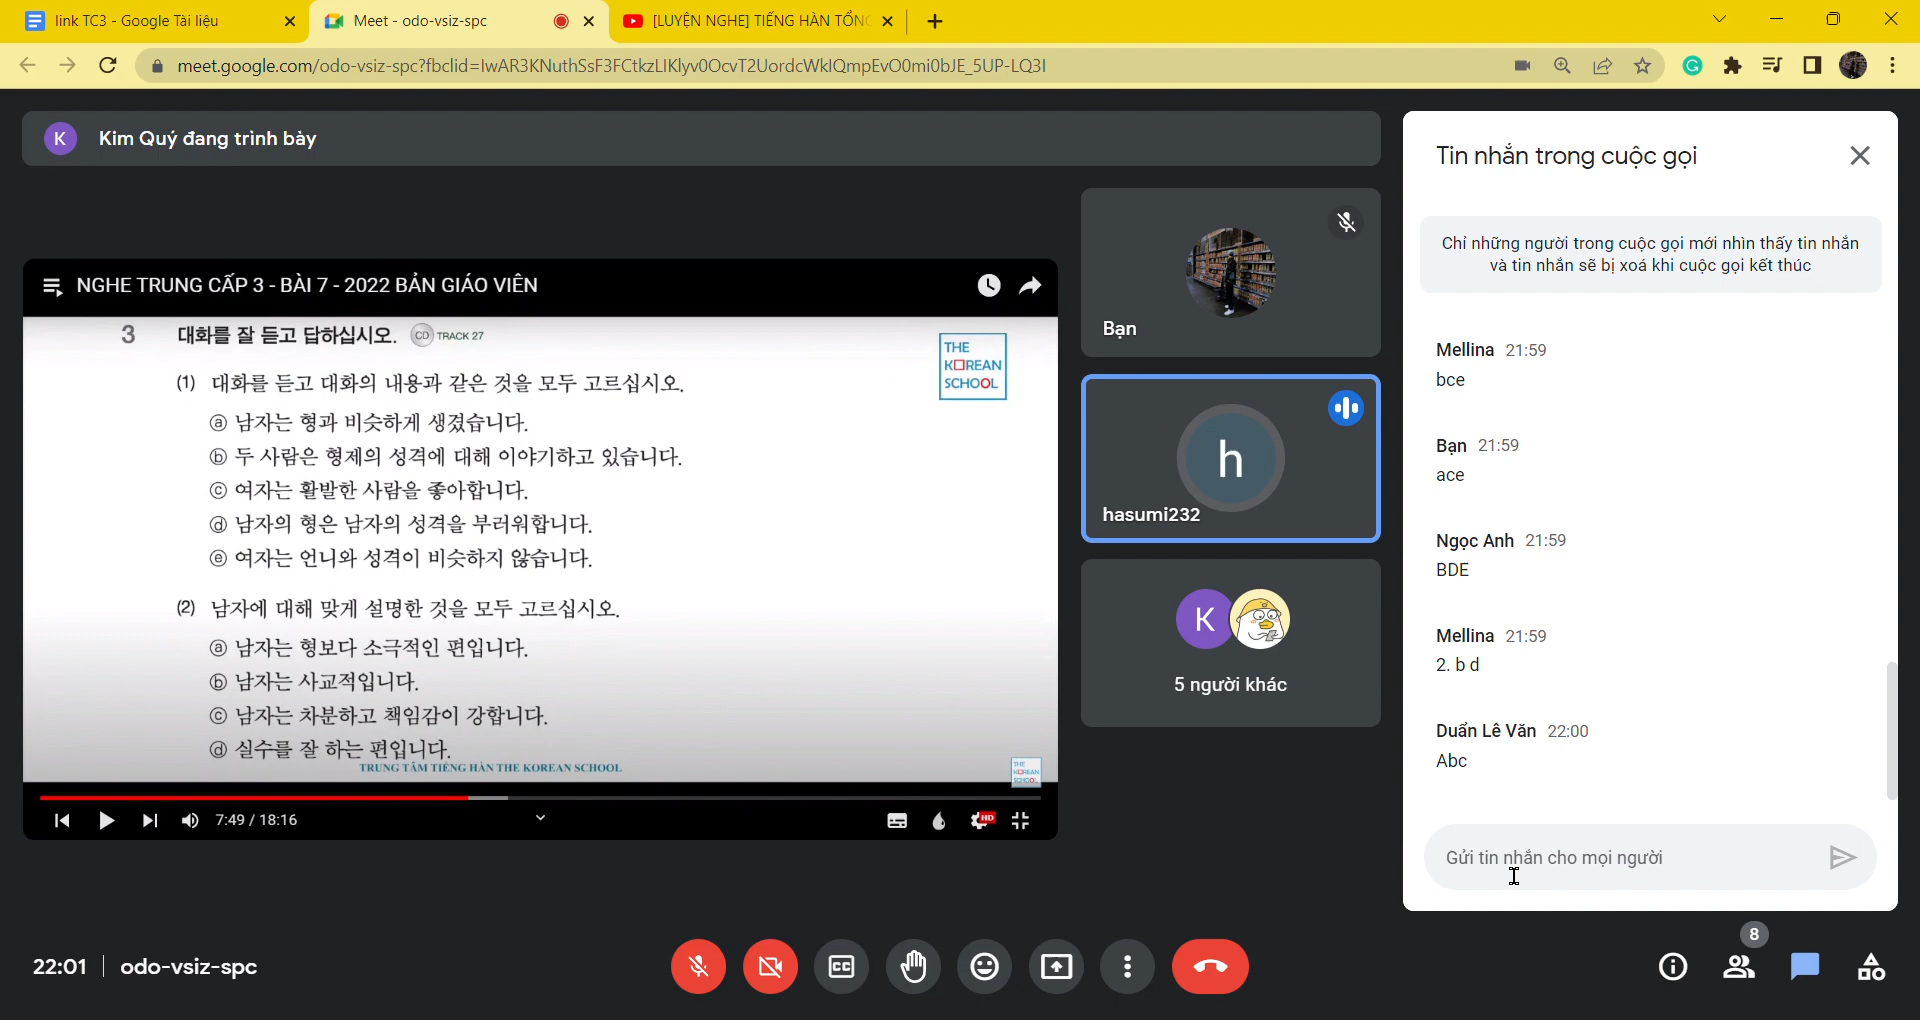 link TC3 - Google Tài liệu
Meet - odo-vsiz-spc
[LUYỆN NGHE] TIẾNG HÀN TỔNG
meet.google.com/odo-vsiz-spc?fbclid=IwAR3KNuthSsF3FCtkzLIKlyv0OcvT2UordcWkIQmpEvO0mi0bJE_5UP-LQ3I
K Kim Quý đang trình bày
NGHE TRUNG CẤP 3 - BÀI 7 - 2022 BẢN GIÁO VIÊN
3 대화를 잘 듣고 답하십시오. CD TRACK 27
THE
KOREAN
SCHOOL
(1) 대화를 듣고 대화의 내용과 같은 것을 모두 고르십시오.
ⓐ 남자는 형과 비슷하게 생겼습니다.
ⓑ 두 사람은 형제의 성격에 대해 이야기하고 있습니다.
ⓒ 여자는 활발한 사람을 좋아합니다.
ⓓ 남자의 형은 남자의 성격을 부러워합니다.
ⓔ 여자는 언니와 성격이 비슷하지 않습니다.
(2) 남자에 대해 맞게 설명한 것을 모두 고르십시오.
ⓐ 남자는 형보다 소극적인 편입니다.
ⓑ 남자는 사교적입니다.
ⓒ 남자는 차분하고 책임감이 강합니다.
ⓓ 실수를 잘 하는 편입니다.
TRUNG TÂM TIẾNG HÀN THE KOREAN SCHOOL
THE
KOREAN
SCHOOL
7:49 / 18:16
HD
Bạn
h
hasumi232
K
5 người khác
Tin nhắn trong cuộc gọi
Chỉ những người trong cuộc gọi mới nhìn thấy tin nhắn
và tin nhắn sẽ bị xoá khi cuộc gọi kết thúc
Mellina 21:59
bce
Bạn 21:59
ace
Ngọc Anh 21:59
BDE
Mellina 21:59
2. b d
Duẩn Lê Văn 22:00
Abc
Gửi tin nhắn cho mọi người
22:01 | odo-vsiz-spc
CC
8